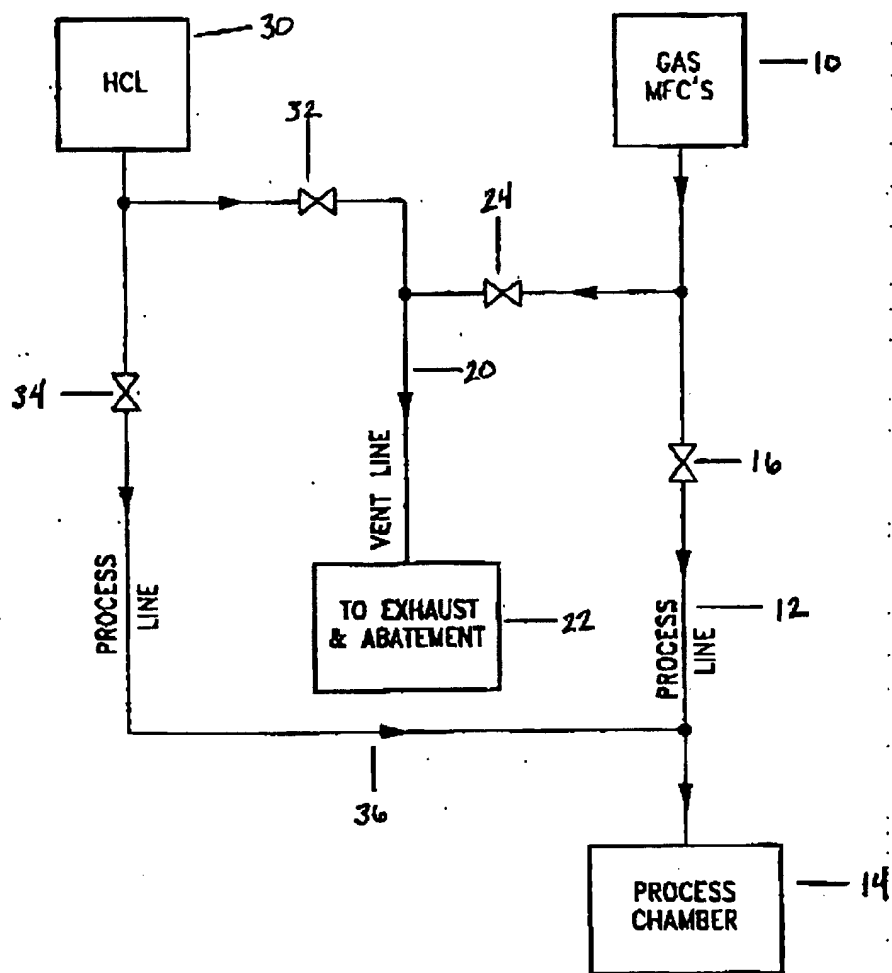 30
HCL
GAS
MFC'S
10
32
24
34
20
16
VENT LINE
PROCESS
LINE
TO EXHAUST
& ABATEMENT
22
PROCESS
LINE
12
36
PROCESS
CHAMBER
14